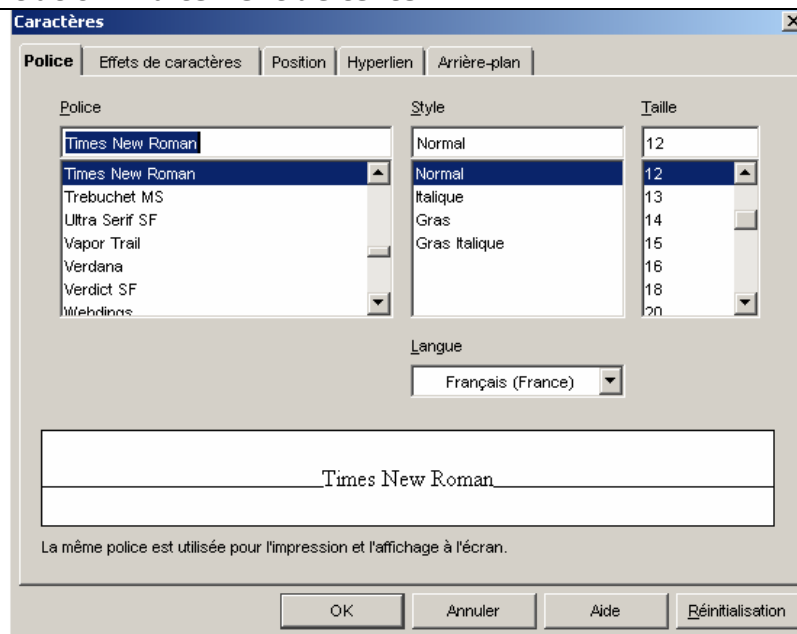 Caractères
Police Effets de caractères Position Hyperlien Arrière-plan
Police Style Taille
Times New Roman Normal 12
Times New Roman Normal 12
Trebuchet MS Italique 13
Ultra Serif SF Gras 14
Vapor Trail Gras Italique 15
Verdana 16
Verdict SF 18
Webdings 20
Langue
Français (France)
Times New Roman
La même police est utilisée pour l'impression et l'affichage à l'écran.
OK Annuler Aide Réinitialisation